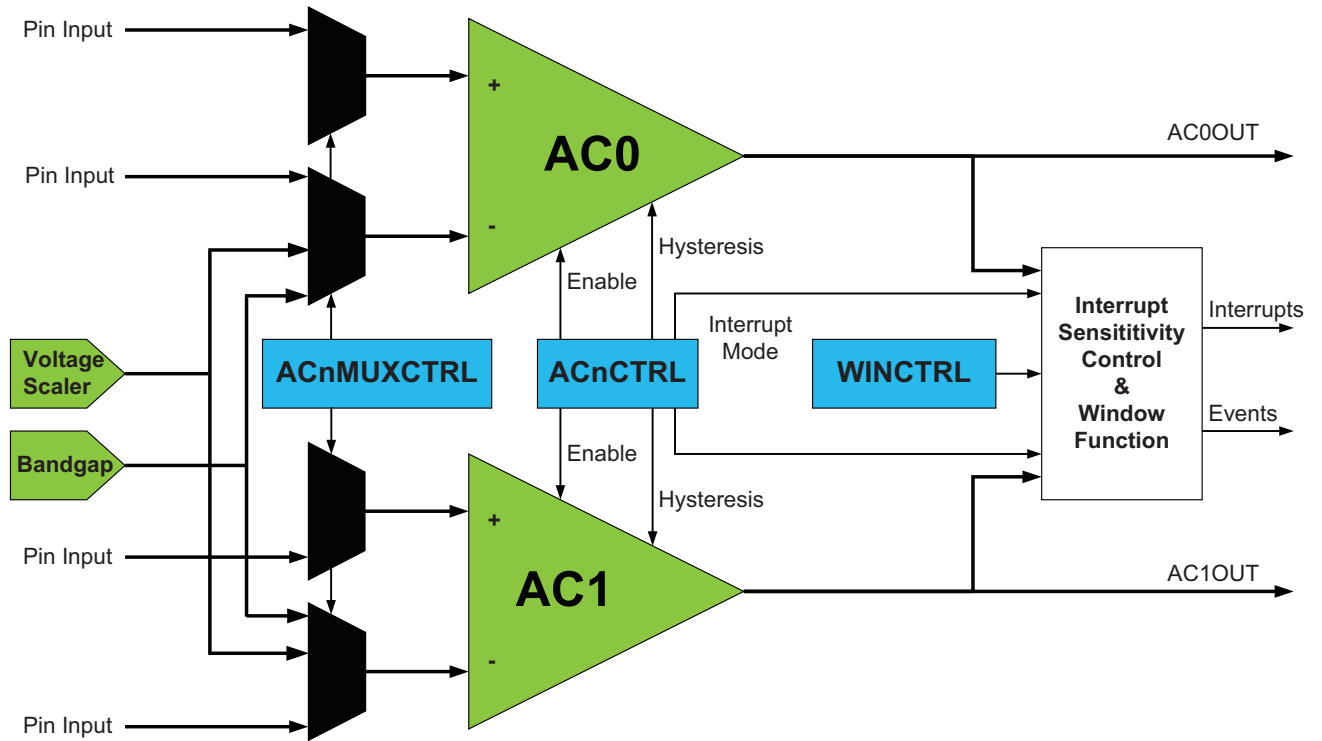 Pin Input
+
AC0
AC0OUT
Pin Input
-
Hysteresis
Enable
Interrupt
Mode
Interrupt
Sensititivity
Control
&
Window
Function
Interrupts
Events
Voltage
Scaler
ACnMUXCTRL
ACnCTRL
WINCTRL
Bandgap
Enable
Hysteresis
+
Pin Input
AC1
AC1OUT
-
Pin Input